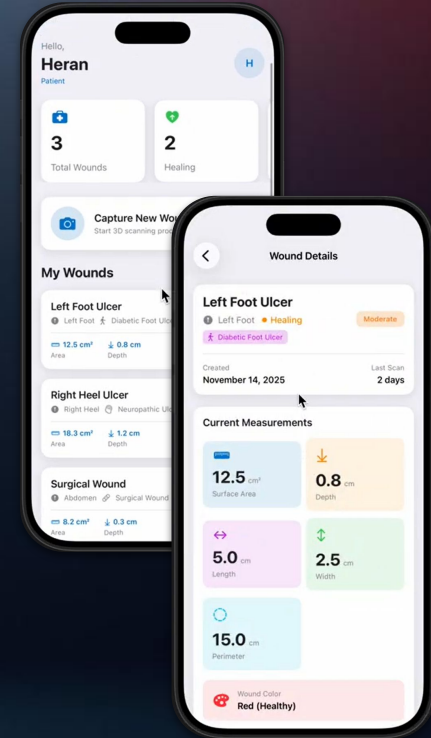 Hello,
Heran
Patient
H
3
Total Wounds
2
Healing
Capture New
Start 3D scanning
My Wounds
Left Foot Ulcer
Left Foot Diabetic Foot
12.5 cm² 0.8 cm
Area Depth
Right Heel Ulcer
Right Heel Neuropathic
18.3 cm² 1.2 cm
Area Depth
Surgical Wound
Abdomen Surgical Wound
8.2 cm² 0.3 cm
Area Depth
Wound Details
Left Foot Ulcer
Left Foot Healing Moderate
Diabetic Foot Ulcer
Created Last Scan
November 14, 2025 2 days
Current Measurements
12.5 cm²
Surface Area
0.8 cm
Depth
5.0 cm
Length
2.5 cm
Width
15.0 cm
Perimeter
Wound Color
Red (Healthy)